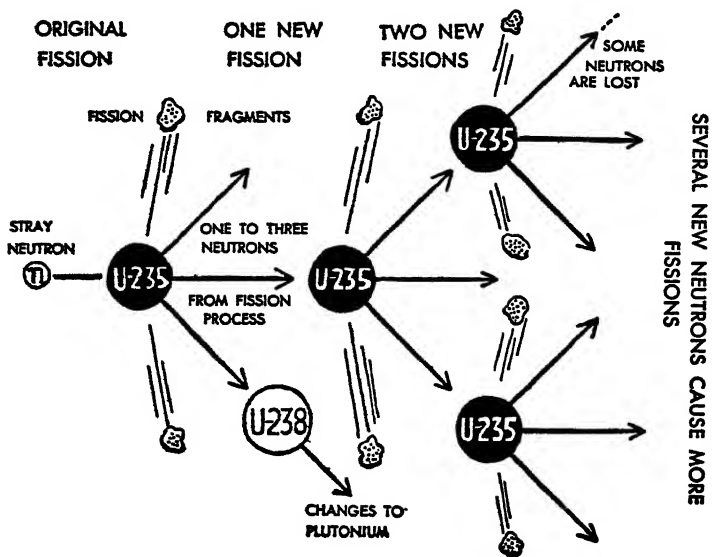 ORIGINAL
FISSION
ONE NEW
FISSION
TWO NEW
FISSIONS
SOME
NEUTRONS
ARE LOST
FISSION
FRAGMENTS
U-235
STRAY
NEUTRON
ONE TO THREE
NEUTRONS
U-235
U-235
FROM FISSION
PROCESS
U-238
U-235
CHANGES TO
PLUTONIUM
SEVERAL NEW NEUTRONS CAUSE MORE
FISSIONS